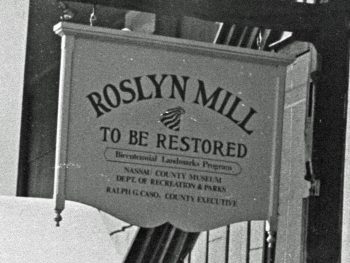 ROSLYN MILL
TO BE RESTORED
Bicentennial Landmarks Program
NASSAU COUNTY MUSEUM
DEPT. OF RECREATION & PARKS
RALPH G. CASO, COUNTY EXECUTIVE